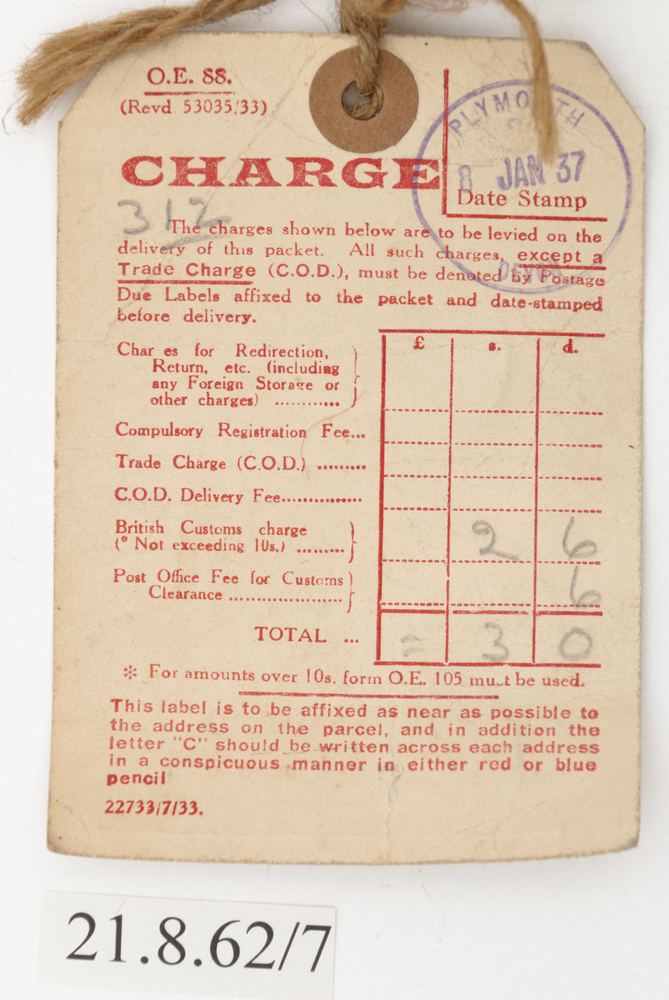 O.E. 88.
(Revd 53035/33)
PLYMOUTH
8 JAN 37
DEVON
CHARGE
Date Stamp
312
The charges shown below are to be levied on the
delivery of this packet. All such charges, except a
Trade Charge (C.O.D.), must be denoted by Postage
Due Labels affixed to the packet and date-stamped
before delivery.
£ s. d.
Char es for Redirection,
Return, etc. (including
any Foreign Storage or
other charges) ............
Compulsory Registration Fee...
Trade Charge (C.O.D.) .........
C.O.D. Delivery Fee...............
British Customs charge
(* Not exceeding 10s.) ......... 2 6
Post Office Fee for Customs
Clearance ..................... 6
TOTAL ... = 3 0
* For amounts over 10s. form O.E. 105 must be used.
This label is to be affixed as near as possible to
the address on the parcel, and in addition the
letter "C" should be written across each address
in a conspicuous manner in either red or blue
pencil
22733/7/33.
21.8.62/7